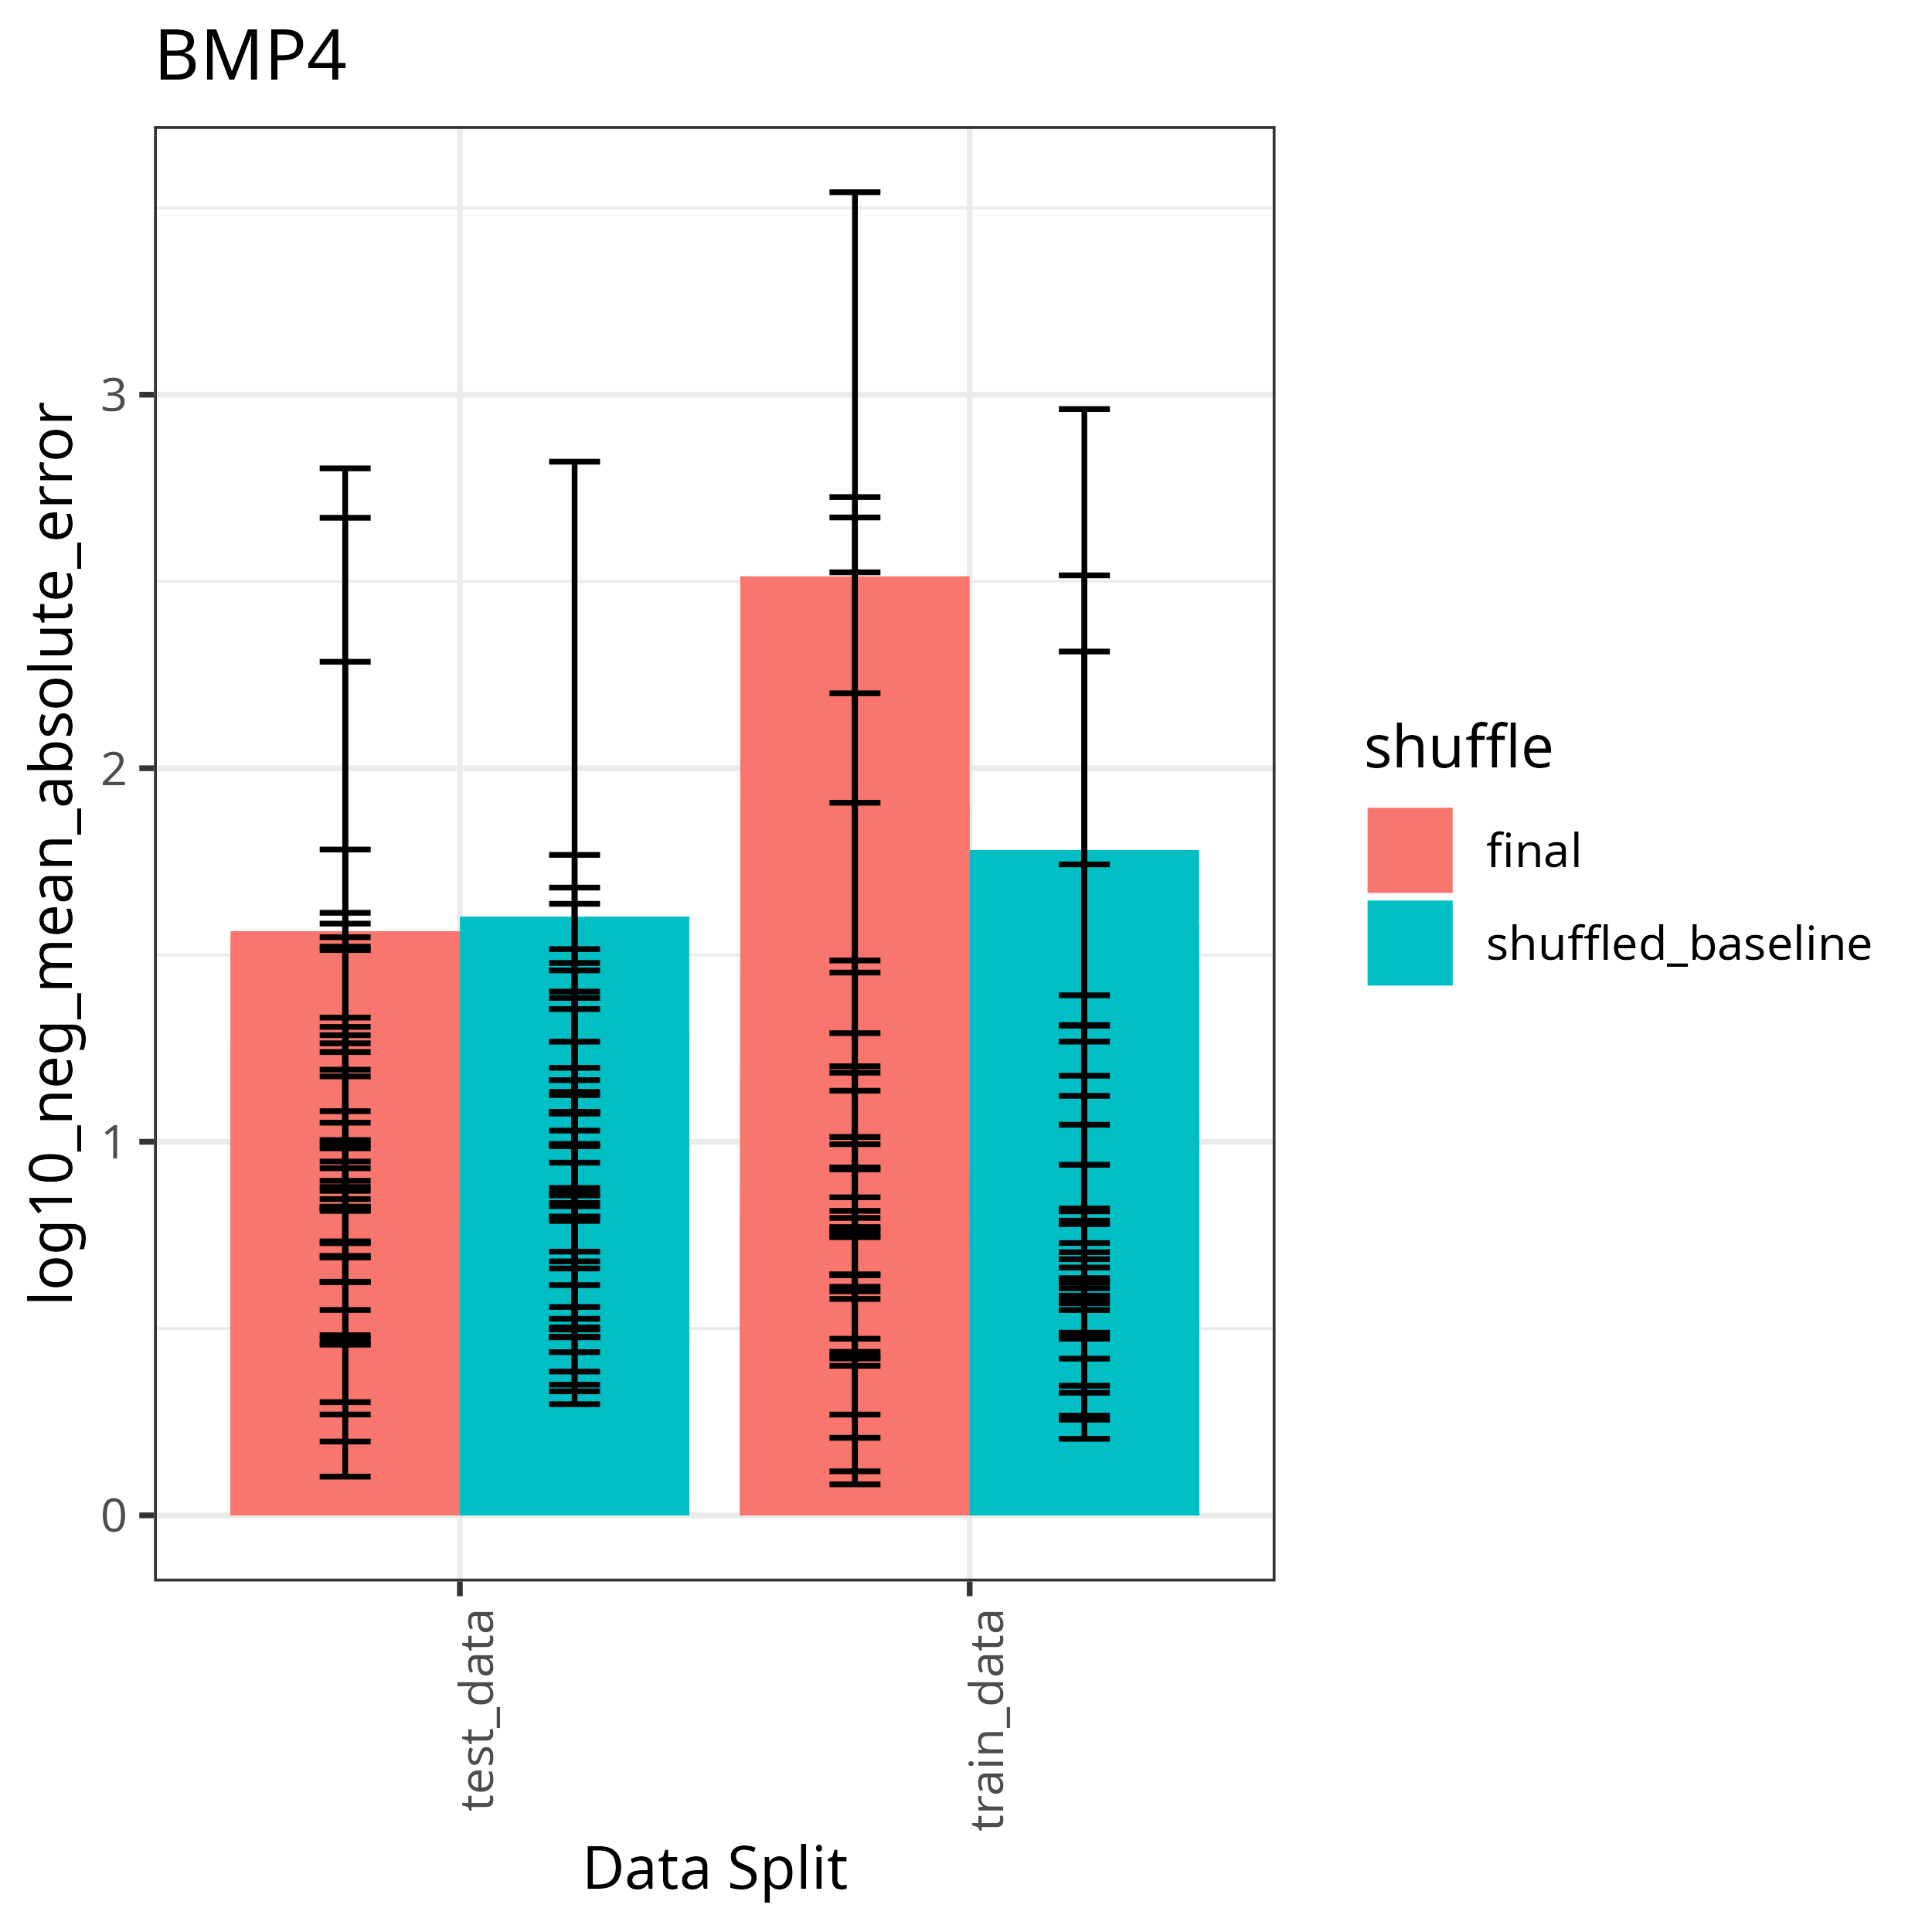 BMP4
log10_neg_mean_absolute_error
3
2
1
0
test_data
train_data
Data Split
shuffle
final
shuffled_baseline